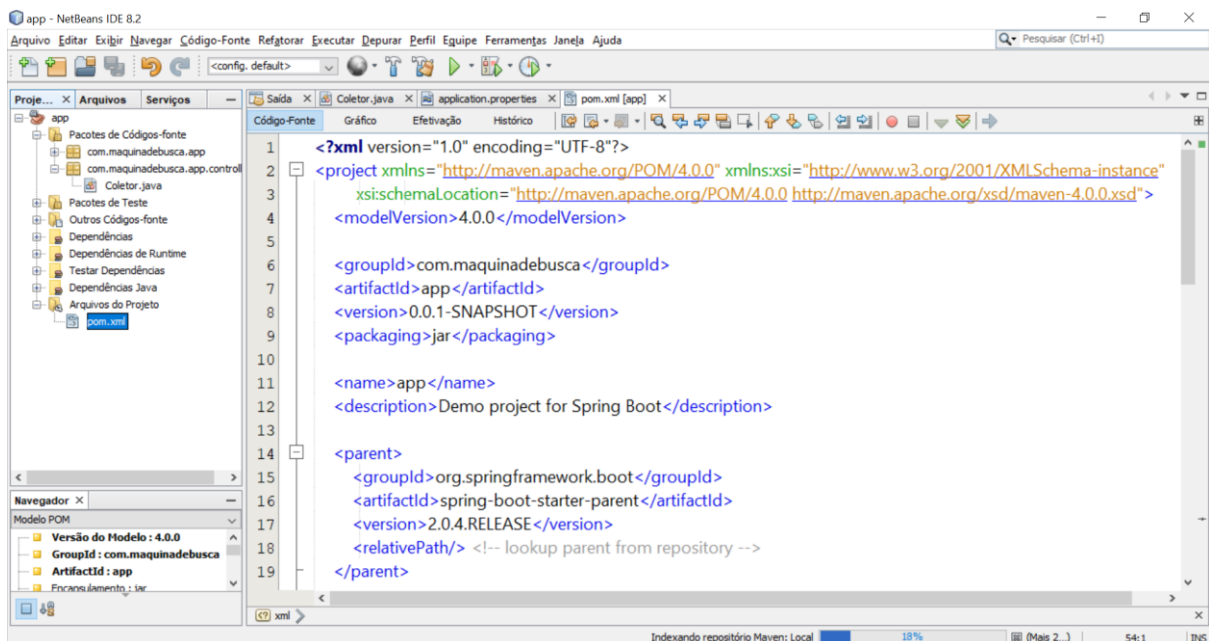 app - NetBeans IDE 8.2
Arquivo Editar Exibir Navegar Código-Fonte Refatorar Executar Depurar Perfil Equipe Ferramentas Janela Ajuda
Pesquisar (Ctrl+I)
<config. default>
Proje... Arquivos Serviços
Saída Coletor.java application.properties pom.xml [app]
Código-Fonte Gráfico Efetivação Histórico
app
Pacotes de Códigos-fonte
com.maquinadebusca.app
com.maquinadebusca.app.control
Coletor.java
Pacotes de Teste
Outros Códigos-fonte
Dependências
Dependências de Runtime
Testar Dependências
Dependências Java
Arquivos do Projeto
pom.xml
Navegador
Modelo POM
Versão do Modelo : 4.0.0
GroupId : com.maquinadebusca
ArtifactId : app
Encapsulamento : jar
1 <?xml version="1.0" encoding="UTF-8"?>
2 <project xmlns="http://maven.apache.org/POM/4.0.0" xmlns:xsi="http://www.w3.org/2001/XMLSchema-instance"
3 xsi:schemaLocation="http://maven.apache.org/POM/4.0.0 http://maven.apache.org/xsd/maven-4.0.0.xsd">
4 <modelVersion>4.0.0</modelVersion>
5
6 <groupId>com.maquinadebusca</groupId>
7 <artifactId>app</artifactId>
8 <version>0.0.1-SNAPSHOT</version>
9 <packaging>jar</packaging>
10
11 <name>app</name>
12 <description>Demo project for Spring Boot</description>
13
14 <parent>
15 <groupId>org.springframework.boot</groupId>
16 <artifactId>spring-boot-starter-parent</artifactId>
17 <version>2.0.4.RELEASE</version>
18 <relativePath/> <!-- lookup parent from repository -->
19 </parent>
xml
Indexando repositório Maven: Local 18% (Mais 2...) 54:1 INS